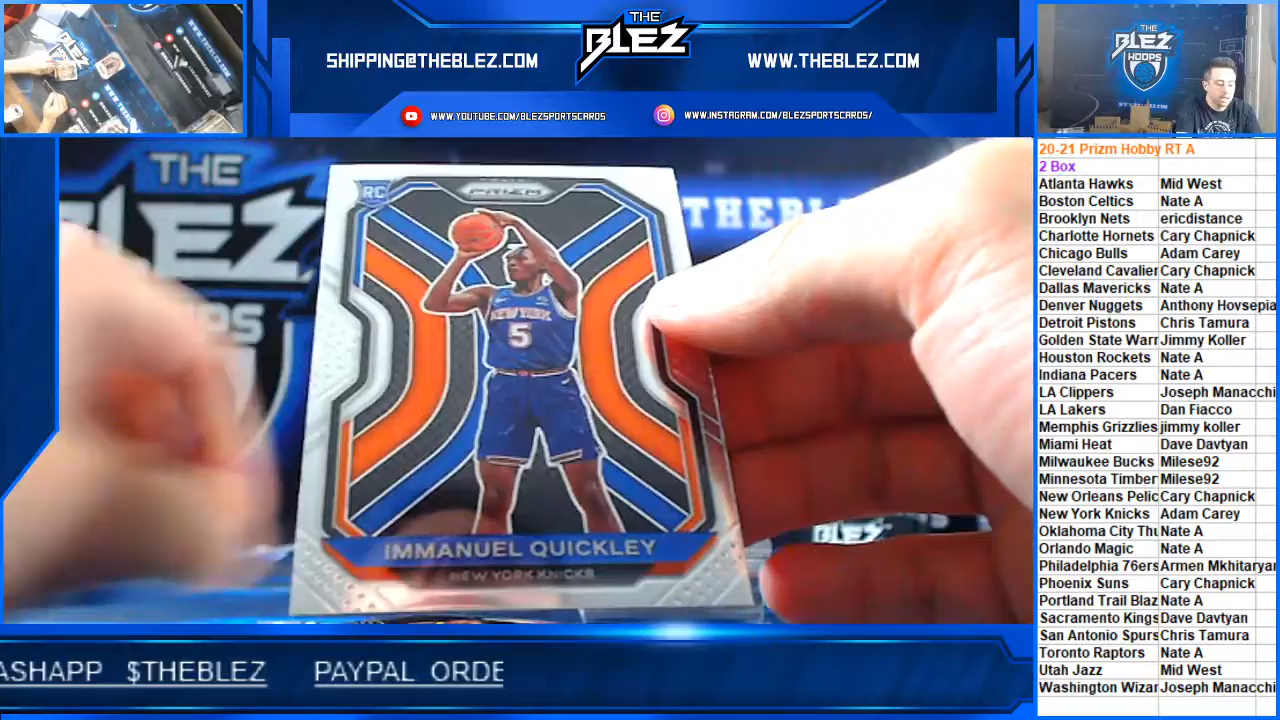 SHIPPING@THEBLEZ.COM
THE
BLEZ
WWW.THEBLEZ.COM
WWW.YOUTUBE.COM/BLEZSPORTSCARDS
WWW.INSTAGRAM.COM/BLEZSPORTSCARDS/
THE
BLEZ
HOOPS
20-21 Prizm Hobby RT A
2 Box
Atlanta Hawks Mid West
Boston Celtics Nate A
Brooklyn Nets ericdistance
Charlotte Hornets Cary Chapnick
Chicago Bulls Adam Carey
Cleveland Cavalier Cary Chapnick
Dallas Mavericks Nate A
Denver Nuggets Anthony Hovsepia
Detroit Pistons Chris Tamura
Golden State Warr Jimmy Koller
Houston Rockets Nate A
Indiana Pacers Nate A
LA Clippers Joseph Manacchi
LA Lakers Dan Fiacco
Memphis Grizzlies jimmy koller
Miami Heat Dave Davtyan
Milwaukee Bucks Milese92
Minnesota Timber Milese92
New Orleans Pelic Cary Chapnick
New York Knicks Adam Carey
Oklahoma City Thu Nate A
Orlando Magic Nate A
Philadelphia 76ers Armen Mkhitaryan
Phoenix Suns Cary Chapnick
Portland Trail Blaz Nate A
Sacramento Kings Dave Davtyan
San Antonio Spurs Chris Tamura
Toronto Raptors Nate A
Utah Jazz Mid West
Washington Wizar Joseph Manacchi
THE
LEZ
PS
THEBL
RC
PRIZM
NEW YORK
5
IMMANUEL QUICKLEY
NEW YORK KNICKS
BLEZ
ASHAPP $THEBLEZ PAYPAL ORDE